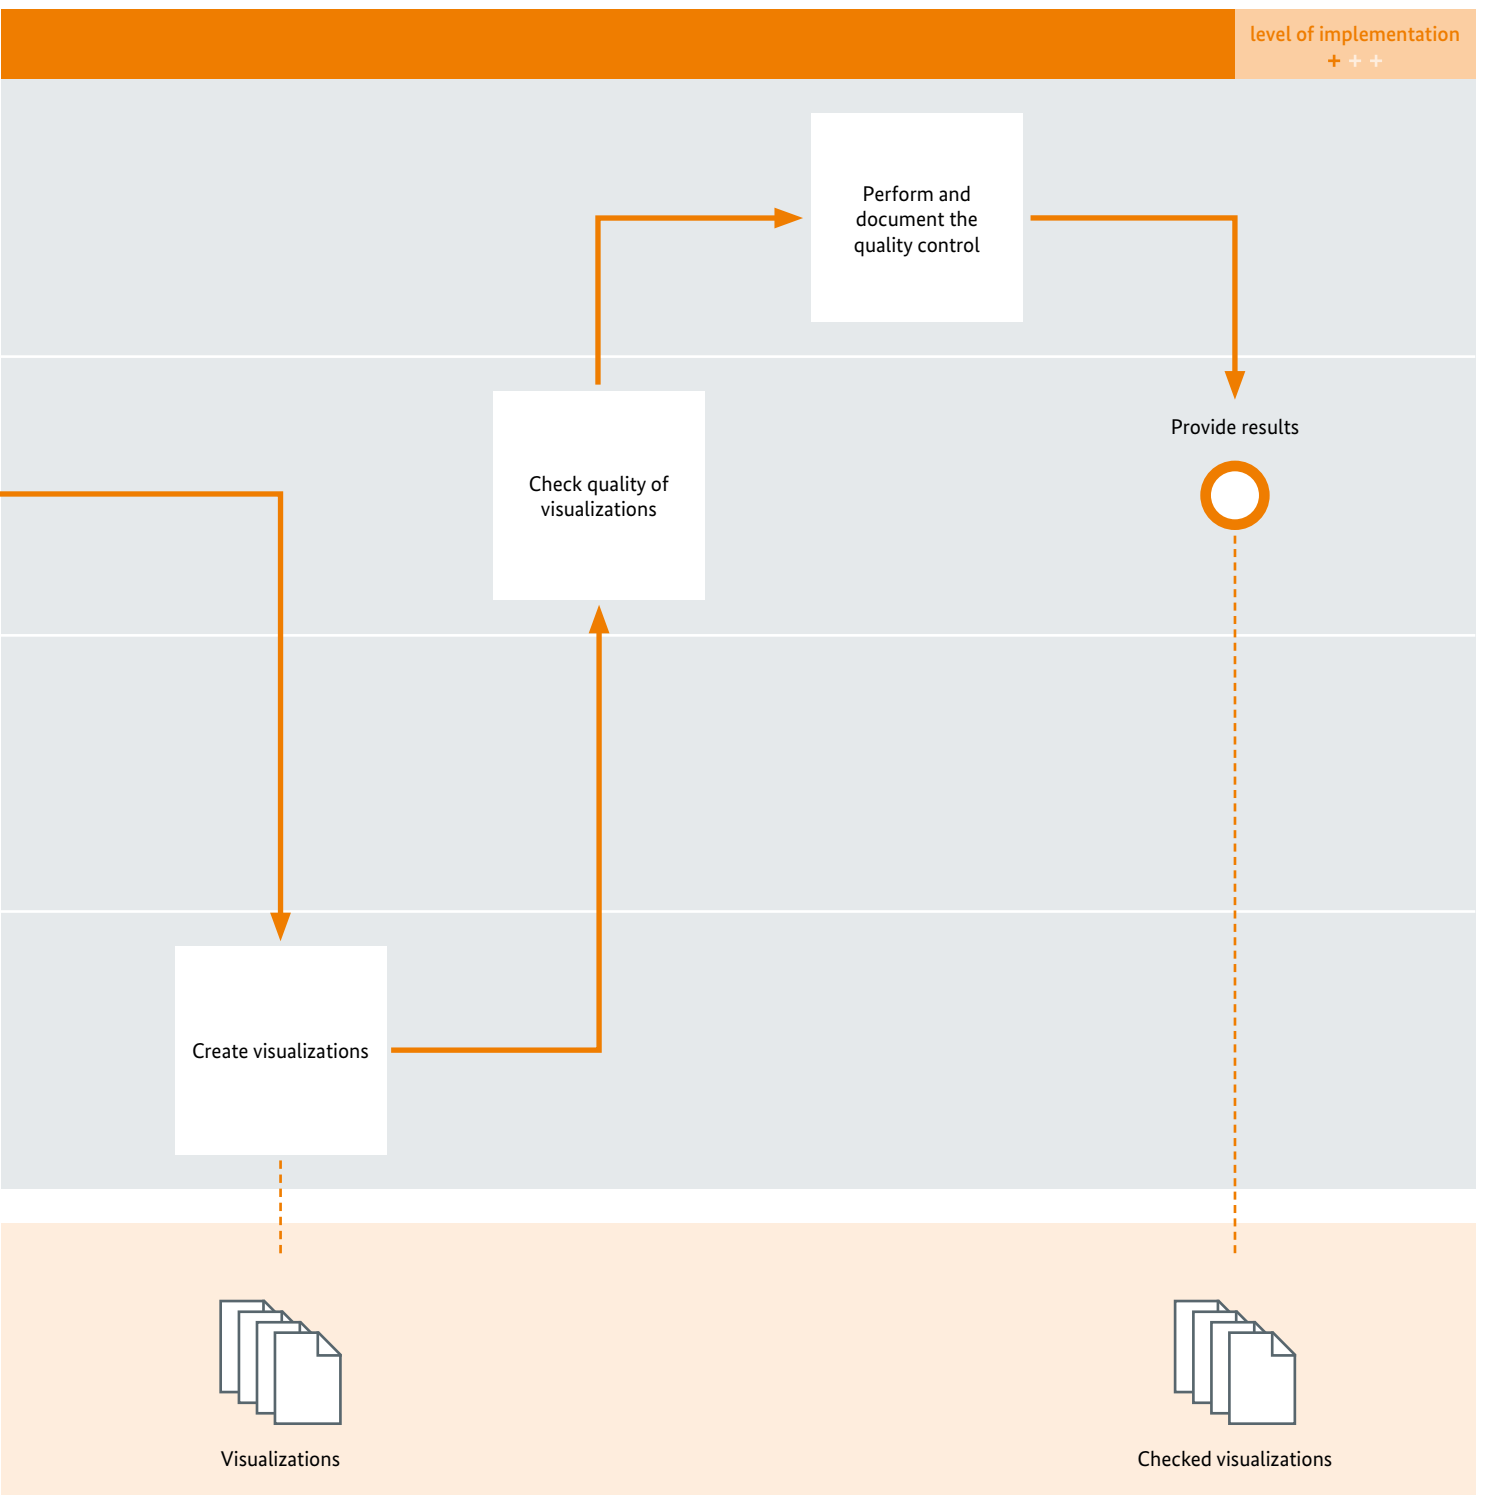 level of implementation
+ + +
Perform and
document the
quality control
Provide results
Check quality of
visualizations
Create visualizations
Visualizations
Checked visualizations